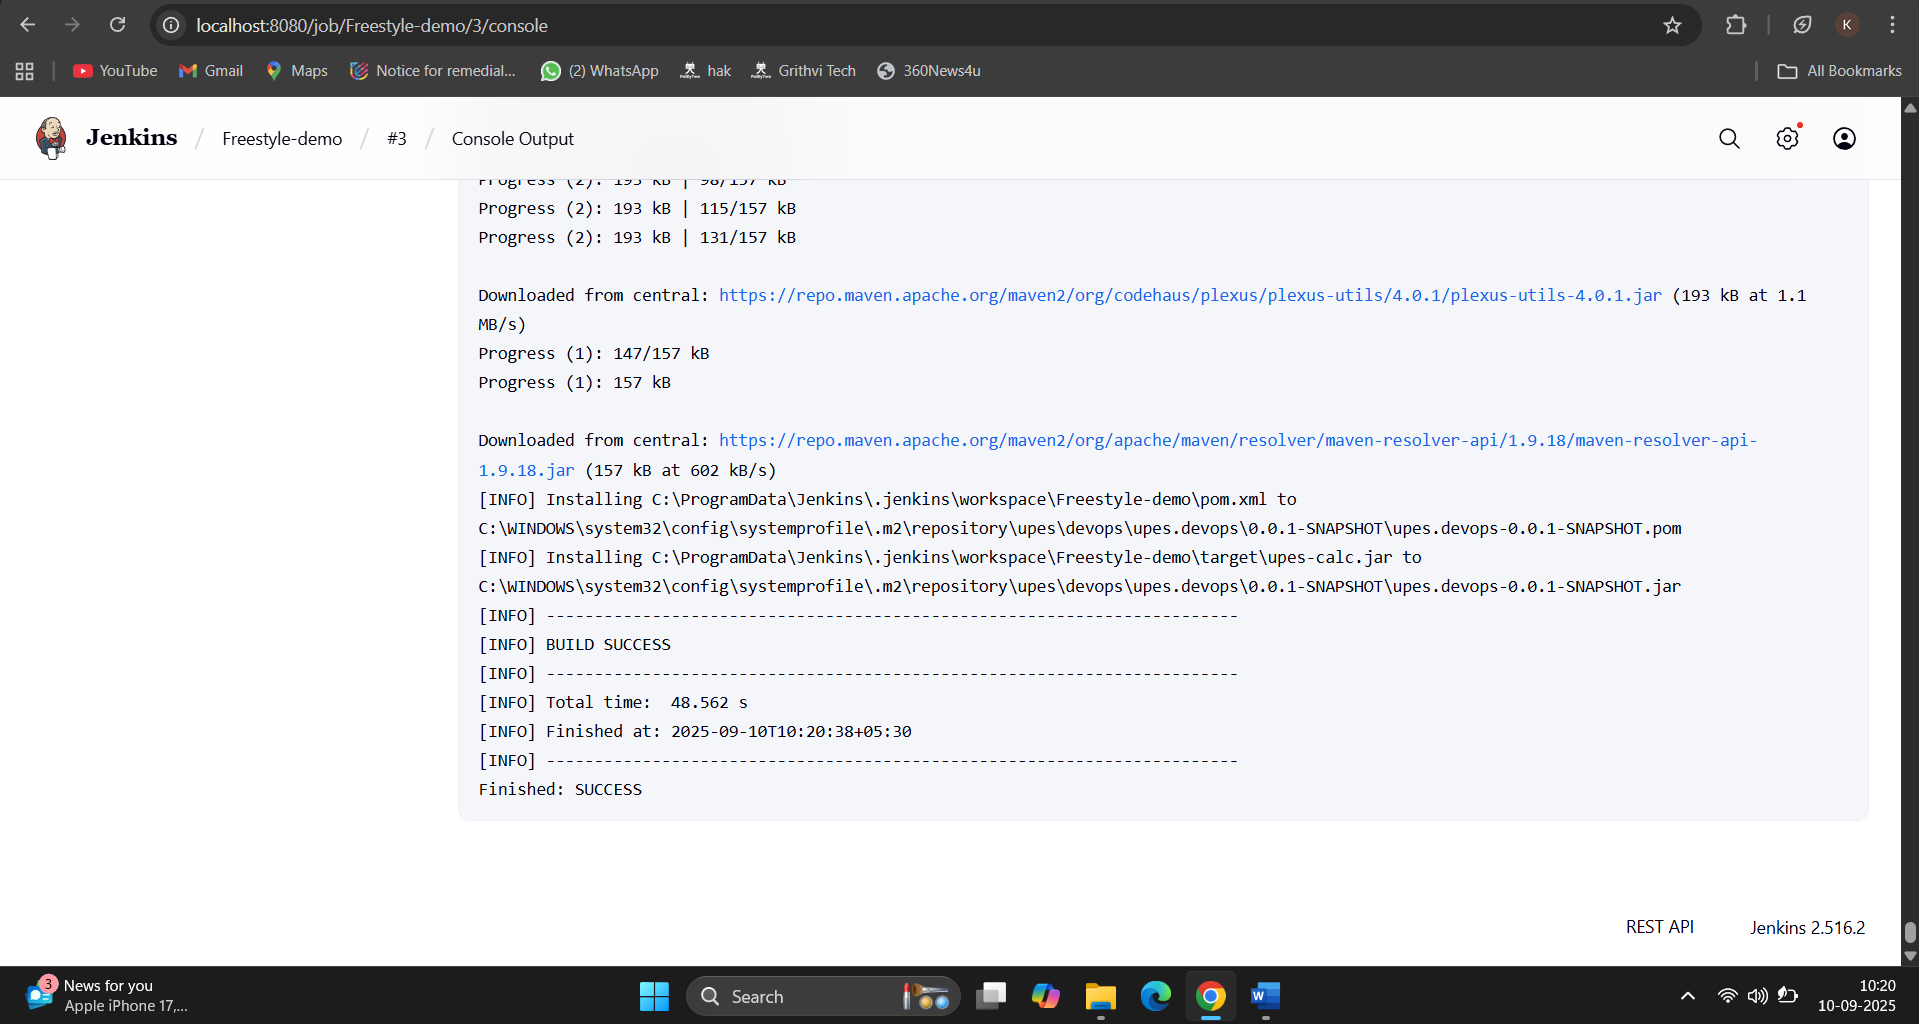 localhost:8080/job/Freestyle-demo/3/console
K
YouTube
Gmail
Maps
Notice for remedial...
(2) WhatsApp
hak
Grithvi Tech
360News4u
All Bookmarks
Jenkins / Freestyle-demo / #3 / Console Output
Progress (2): 193 kB | 98/157 kB
Progress (2): 193 kB | 115/157 kB
Progress (2): 193 kB | 131/157 kB
Downloaded from central: https://repo.maven.apache.org/maven2/org/codehaus/plexus/plexus-utils/4.0.1/plexus-utils-4.0.1.jar (193 kB at 1.1
MB/s)
Progress (1): 147/157 kB
Progress (1): 157 kB
Downloaded from central: https://repo.maven.apache.org/maven2/org/apache/maven/resolver/maven-resolver-api/1.9.18/maven-resolver-api-
1.9.18.jar (157 kB at 602 kB/s)
[INFO] Installing C:\ProgramData\Jenkins\.jenkins\workspace\Freestyle-demo\pom.xml to
C:\WINDOWS\system32\config\systemprofile\.m2\repository\upes\devops\upes.devops\0.0.1-SNAPSHOT\upes.devops-0.0.1-SNAPSHOT.pom
[INFO] Installing C:\ProgramData\Jenkins\.jenkins\workspace\Freestyle-demo\target\upes-calc.jar to
C:\WINDOWS\system32\config\systemprofile\.m2\repository\upes\devops\upes.devops\0.0.1-SNAPSHOT\upes.devops-0.0.1-SNAPSHOT.jar
[INFO] ------------------------------------------------------------------------
[INFO] BUILD SUCCESS
[INFO] ------------------------------------------------------------------------
[INFO] Total time:  48.562 s
[INFO] Finished at: 2025-09-10T10:20:38+05:30
[INFO] ------------------------------------------------------------------------
Finished: SUCCESS
REST API
Jenkins 2.516.2
3
News for you
Apple iPhone 17,...
Search
10:20
10-09-2025